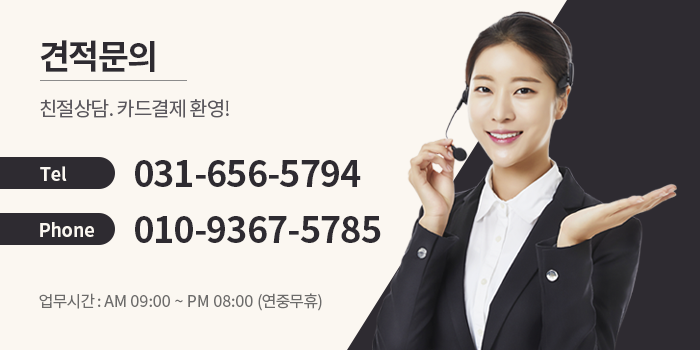 견적문의
친절상담. 카드결제 환영!
Tel 031-656-5794
Phone 010-9367-5785
업무시간 : AM 09:00 ~ PM 08:00 (연중무휴)